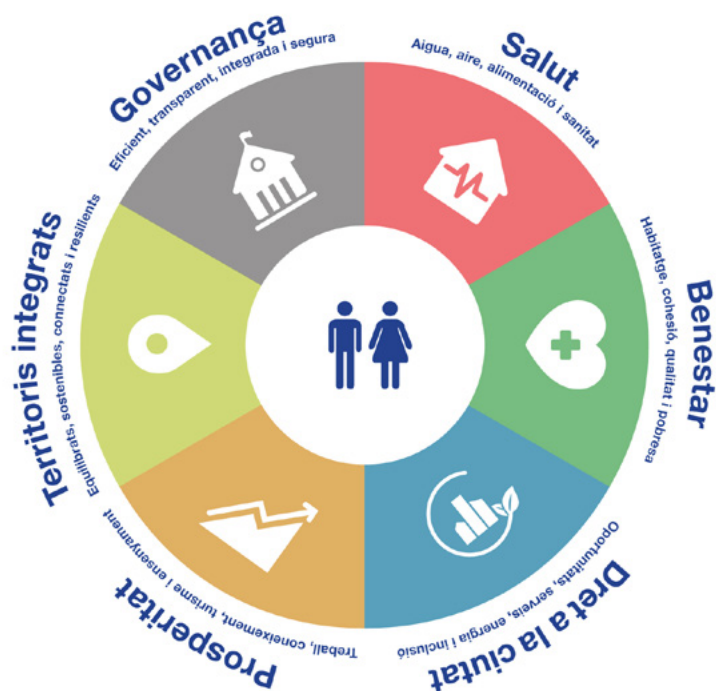 Governança
Eficient, transparent, integrada i segura
Salut
Aigua, aire, alimentació i sanitat
Benestar
Habitatge, cohesió, qualitat i pobresa
Dret a la ciutat
Oportunitats, serveis, energia i inclusió
Prosperitat
Treball, coneixement, turisme i ensenyament
Territoris integrats
Equilibrats, sostenibles, connectats i resilients